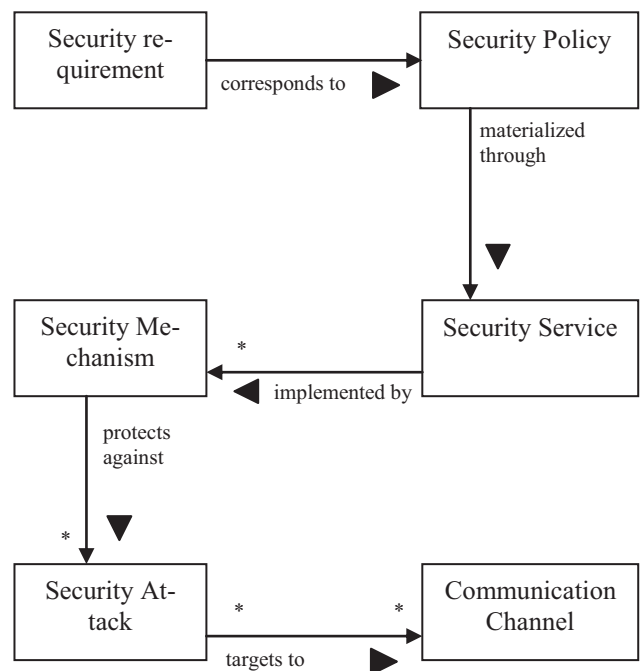 Security re-
quirement
corresponds to
Security Policy
materialized
through
Security Service
*
implemented by
Security Me-
chanism
protects
against
*
Security At-
tack
*
*
targets to
Communication
Channel